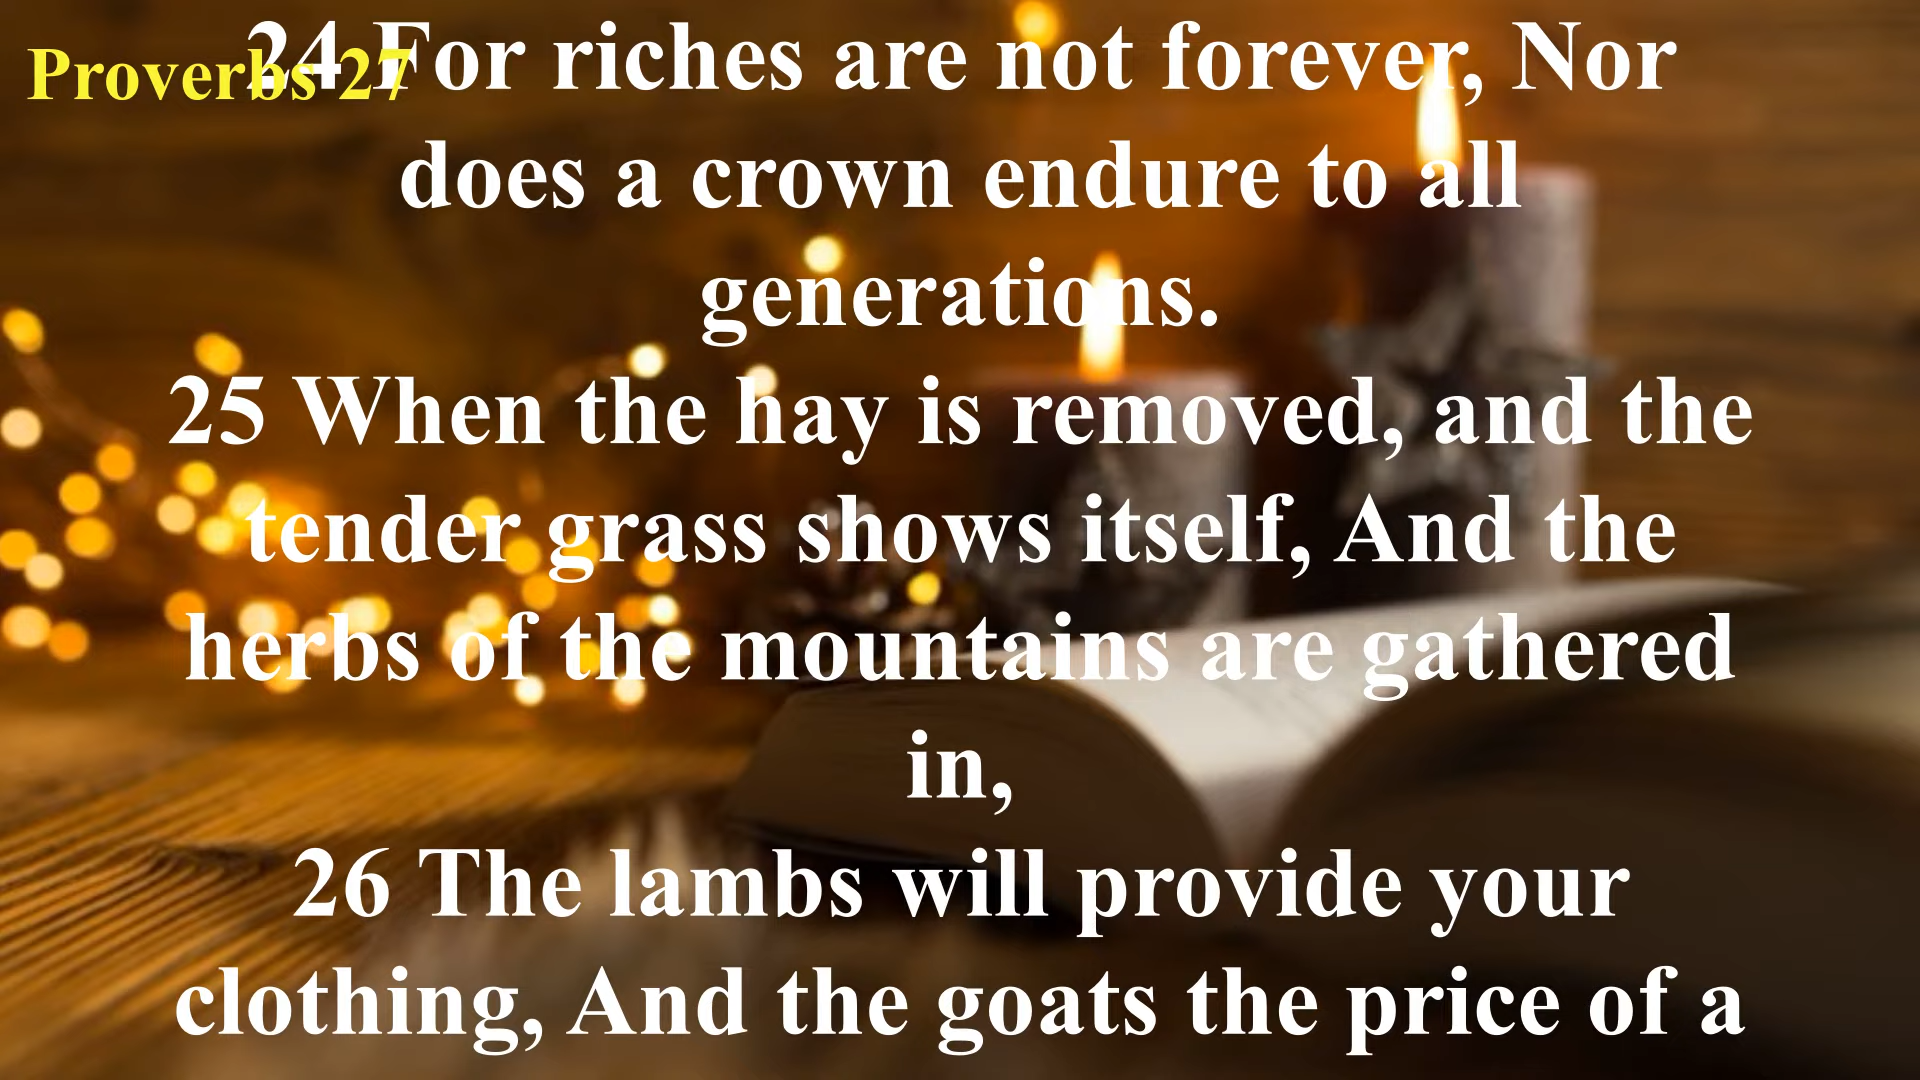 Proverbs 27
24 For riches are not forever, Nor
does a crown endure to all
generations.
25 When the hay is removed, and the
tender grass shows itself, And the
herbs of the mountains are gathered
in,
26 The lambs will provide your
clothing, And the goats the price of a